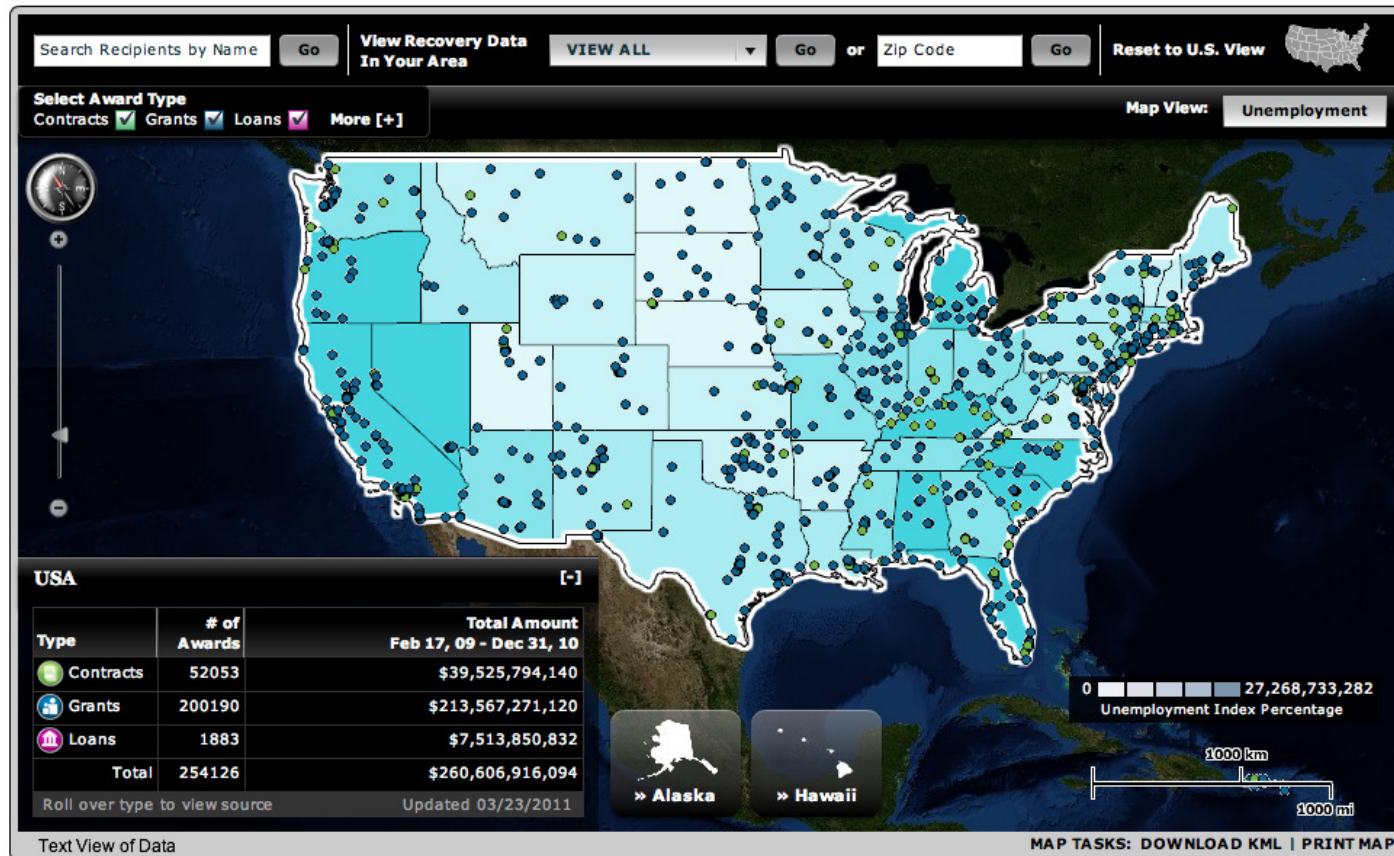 Search Recipients by Name Go View Recovery Data In Your Area VIEW ALL Go or Zip Code Go Reset to U.S. View
Select Award Type
Contracts Grants Loans More [+]
Map View: Unemployment
N
S
USA [-]
Type # of Awards Total Amount Feb 17, 09 - Dec 31, 10
Contracts 52053 $39,525,794,140
Grants 200190 $213,567,271,120
Loans 1883 $7,513,850,832
Total 254126 $260,606,916,094
Roll over type to view source Updated 03/23/2011
» Alaska » Hawaii
0 27,268,733,282
Unemployment Index Percentage
1000 km
1000 mi
Text View of Data MAP TASKS: DOWNLOAD KML | PRINT MAP